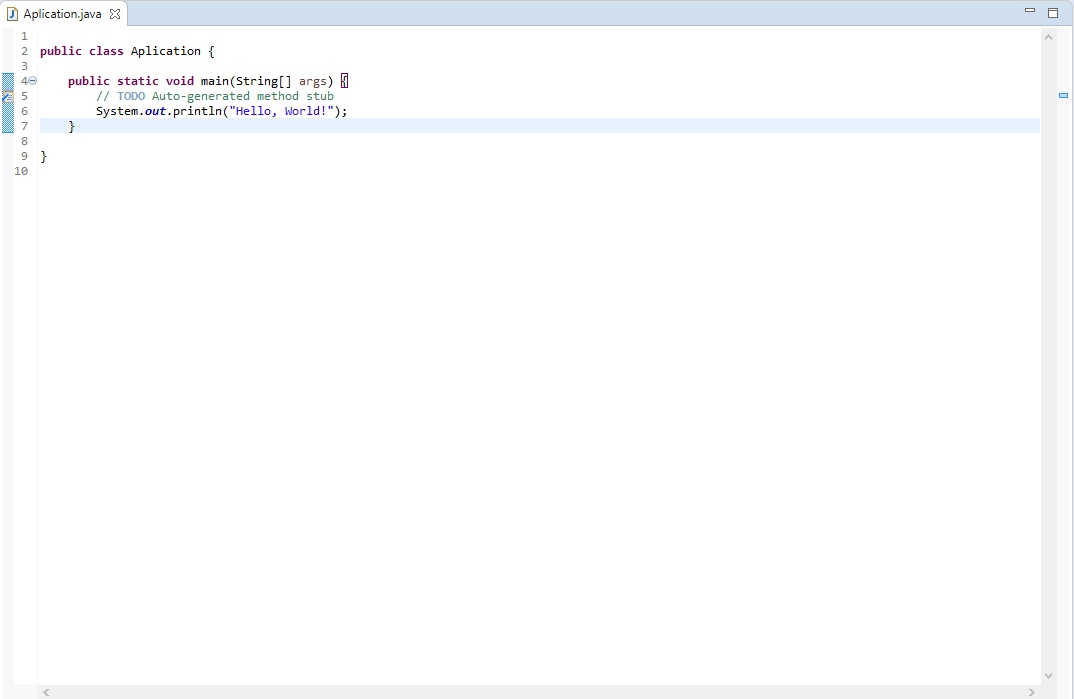 Aplication.java
1
2 public class Aplication {
3
4 public static void main(String[] args) {
5 // TODO Auto-generated method stub
6 System.out.println("Hello, World!");
7 }
8
9 }
10